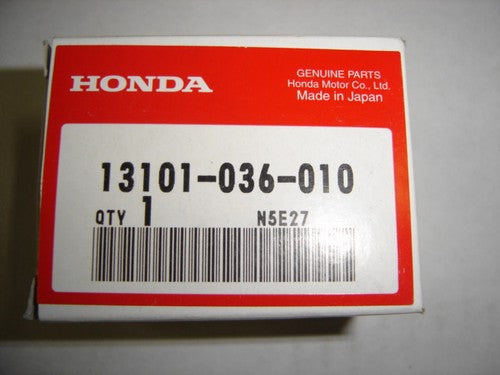 HONDA
GENUINE PARTS
Honda Motor Co., Ltd.
Made in Japan
13101-036-010
QTY 1 N5E27